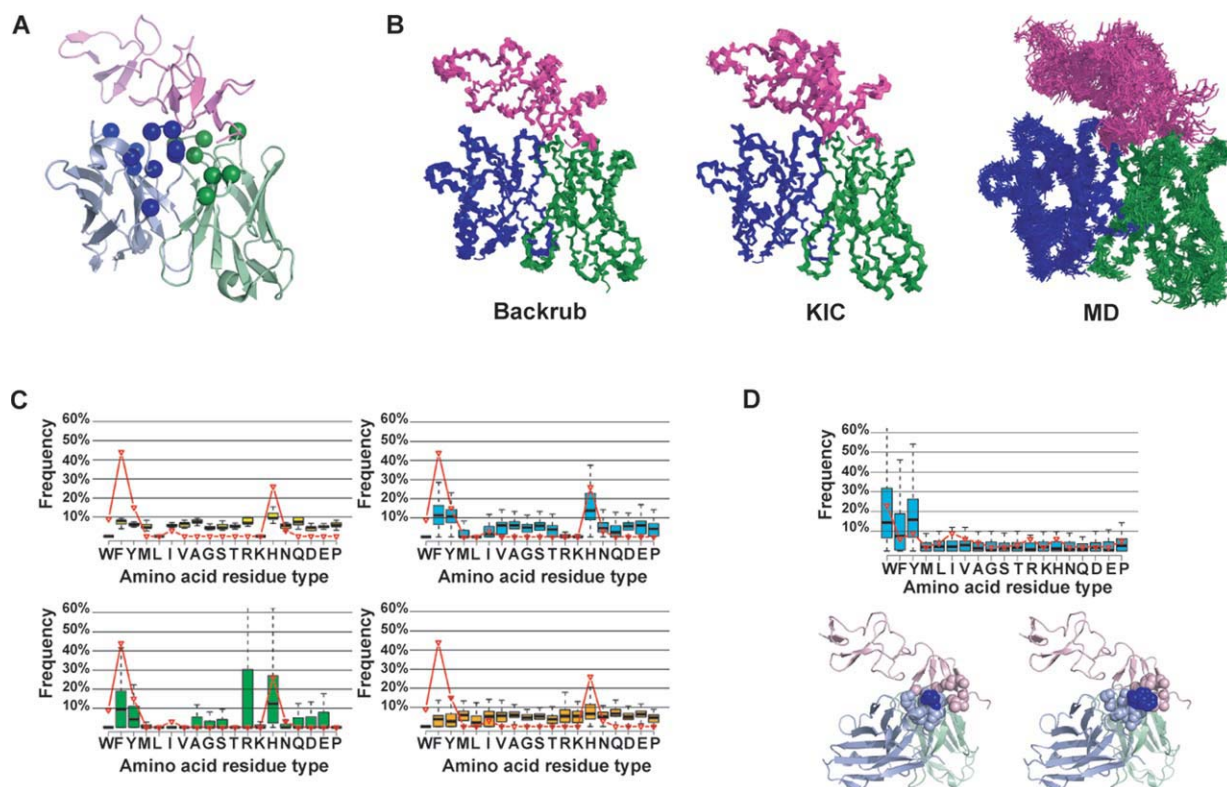 A
B
Backrub
KIC
MD
C
Frequency
60%
50%
40%
30%
20%
10%
WFYMLIVAGSTRKHNQDEP
Amino acid residue type
Frequency
60%
50%
40%
30%
20%
10%
WFYMLIVAGSTRKHNQDEP
Amino acid residue type
Frequency
60%
50%
40%
30%
20%
10%
WFYMLIVAGSTRKHNQDEP
Amino acid residue type
Frequency
60%
50%
40%
30%
20%
10%
WFYMLIVAGSTRKHNQDEP
Amino acid residue type
D
Frequency
60%
50%
40%
30%
20%
10%
WFYMLIVAGSTRKHNQDEP
Amino acid residue type